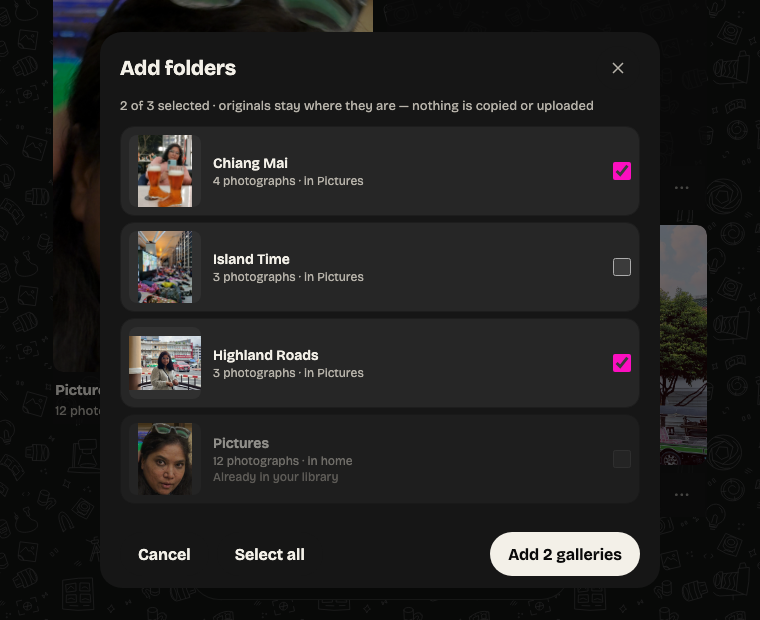 Add folders
2 of 3 selected · originals stay where they are — nothing is copied or uploaded
Chiang Mai
4 photographs · in Pictures
Island Time
3 photographs · in Pictures
Highland Roads
3 photographs · in Pictures
Pictures
12 photographs · in home
Already in your library
Cancel
Select all
Add 2 galleries